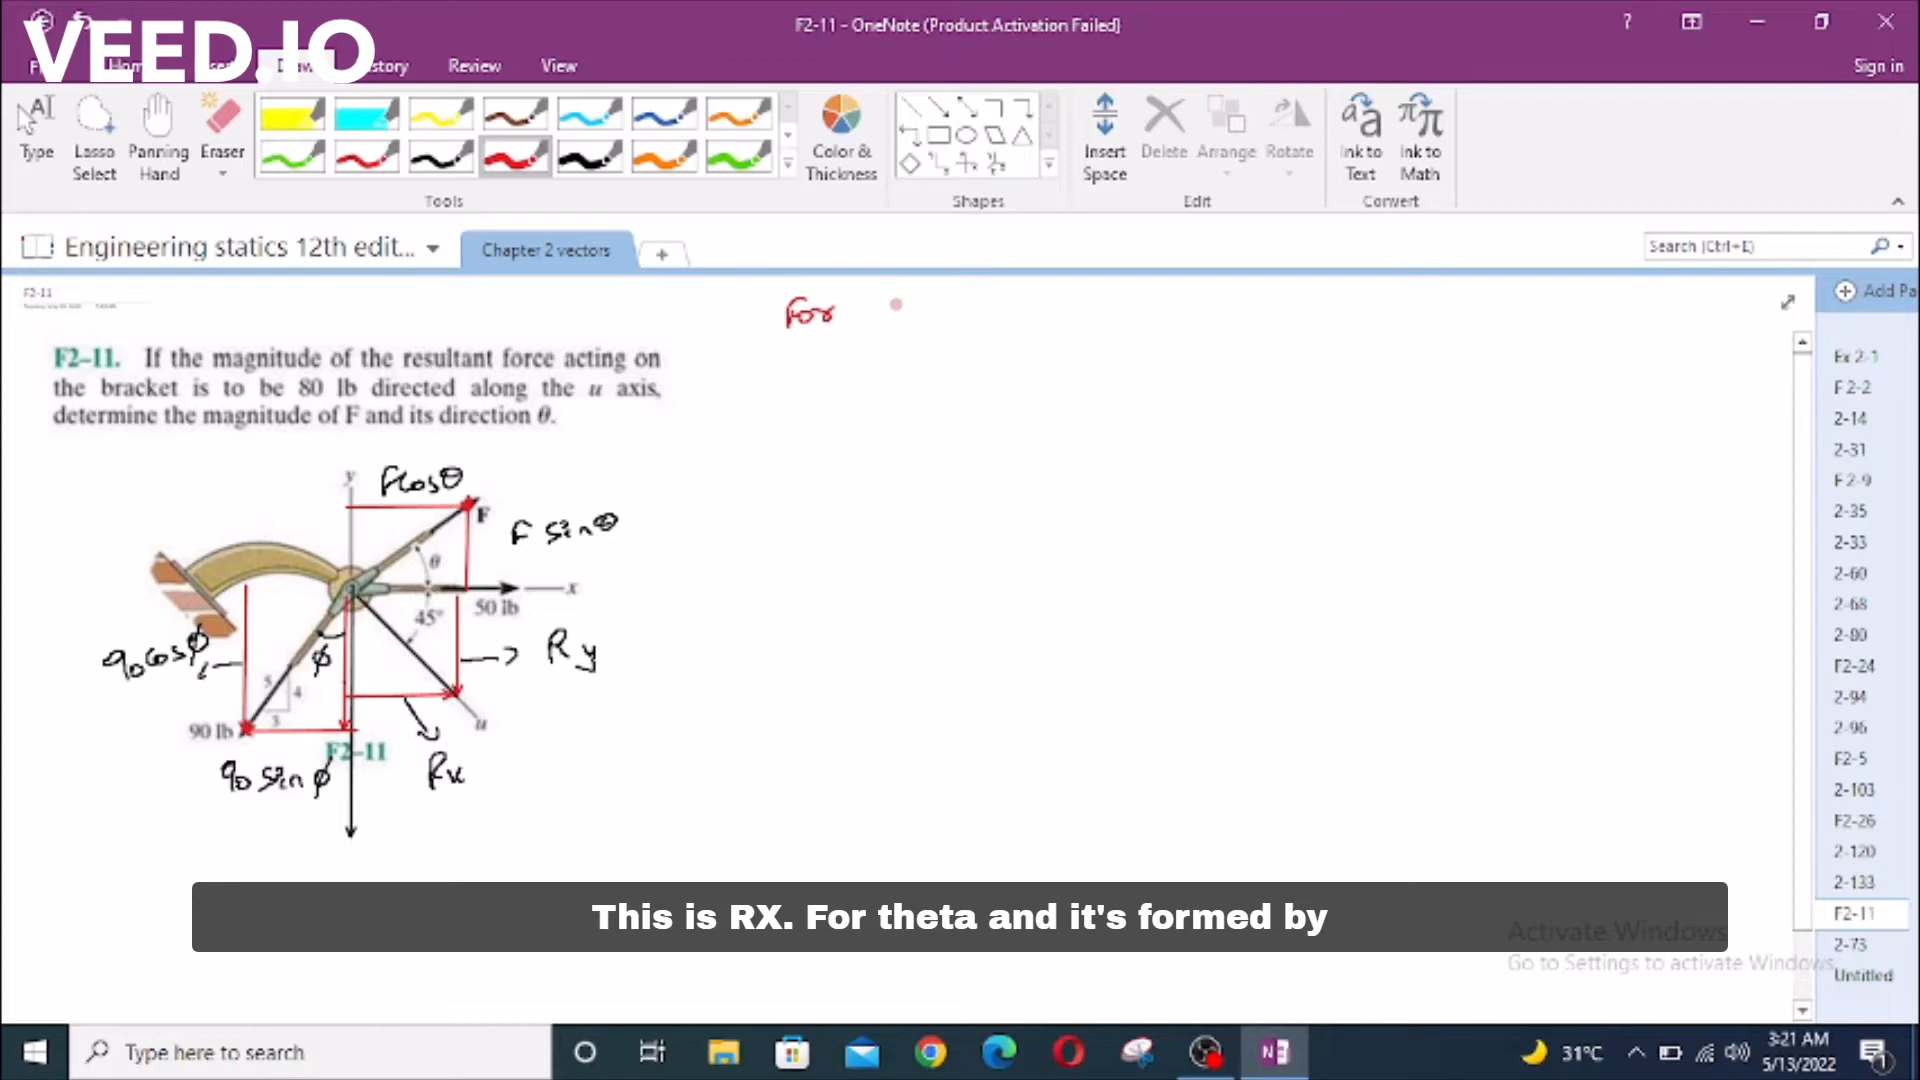 VEED.IO
F2-11 - OneNote (Product Activation Failed)
?
Review
View
Sign in
Type
Lasso Select
Panning Hand
Eraser
Color & Thickness
Insert Space
Delete
Arrange
Rotate
Ink to Text
Ink to Math
Tools
Shapes
Edit
Convert
Engineering statics 12th edit...
Chapter 2 vectors
Search (Ctrl+E)
F2-11
Add Pa
For
F2–11. If the magnitude of the resultant force acting on
the bracket is to be 80 lb directed along the u axis,
determine the magnitude of F and its direction θ.
y
Fcosθ
F
F sinθ
θ
x
50 lb
45°
Ry
90cosϕ
ϕ
5
4
3
90 lb
u
F2–11
90 sinϕ
Rx
Ex 2-1
F 2-2
2-14
2-31
F 2-9
2-35
2-33
2-60
2-68
2-80
F2-24
2-94
2-96
F2-5
2-103
F2-26
2-120
2-133
F2-11
2-73
Untitled
This is RX. For theta and it's formed by
Activate Windows
Go to Settings to activate Windows.
Type here to search
31°C
3:21 AM
5/13/2022
1